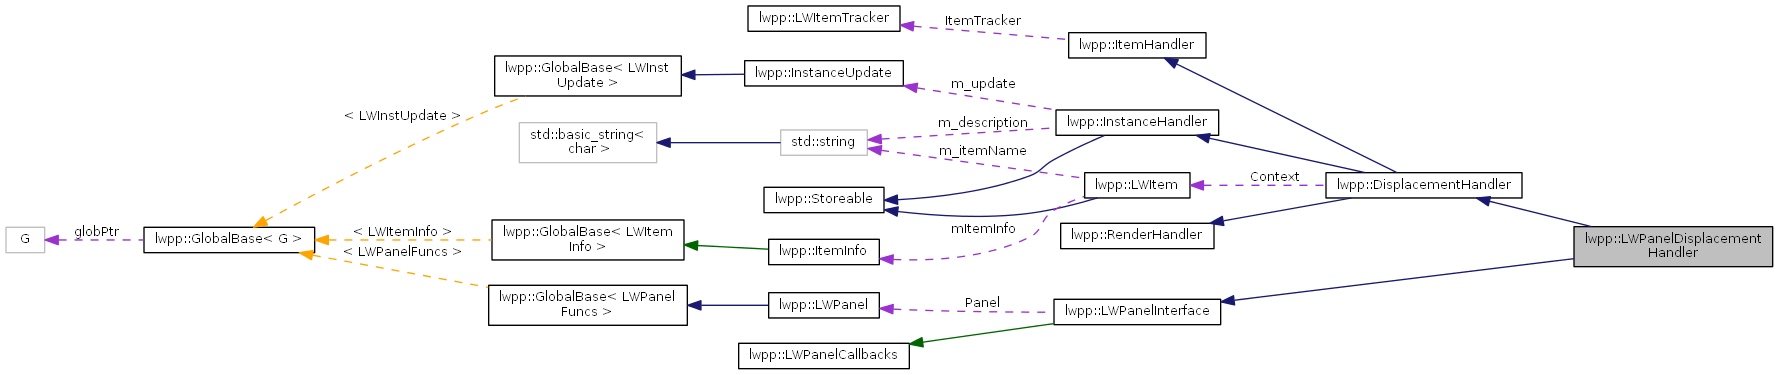 lwpp::LWItemTracker
ItemTracker
lwpp::ItemHandler
lwpp::GlobalBase< LWInst
Update >
lwpp::InstanceUpdate
m_update
< LWInstUpdate >
lwpp::InstanceHandler
m_description
std::basic_string<
char >
std::string
m_itemName
lwpp::LWItem
Context
lwpp::DisplacementHandler
lwpp::Storeable
G
globPtr
lwpp::GlobalBase< G >
< LWItemInfo >
< LWPanelFuncs >
lwpp::GlobalBase< LWItem
Info >
lwpp::ItemInfo
mItemInfo
lwpp::RenderHandler
lwpp::LWPanelDisplacement
Handler
lwpp::GlobalBase< LWPanel
Funcs >
lwpp::LWPanel
Panel
lwpp::LWPanelInterface
lwpp::LWPanelCallbacks